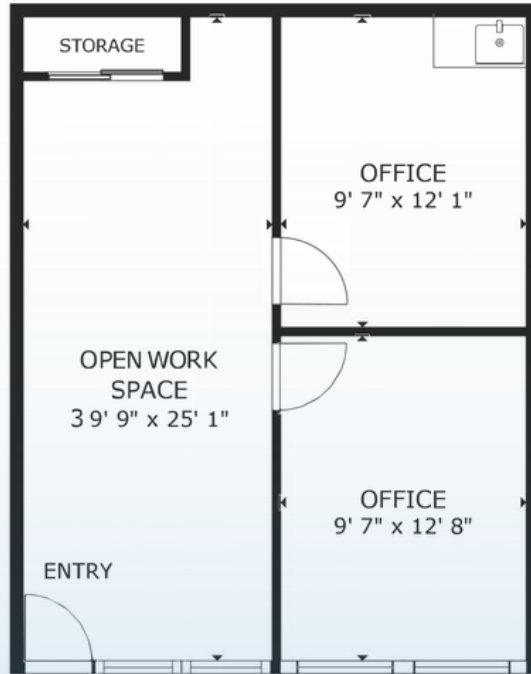 STORAGE
OFFICE
9' 7" x 12' 1"
OPEN WORK
SPACE
3 9' 9" x 25' 1"
OFFICE
9' 7" x 12' 8"
ENTRY